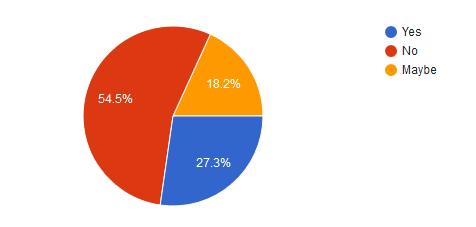 Yes
No
Maybe
18.2%
54.5%
27.3%